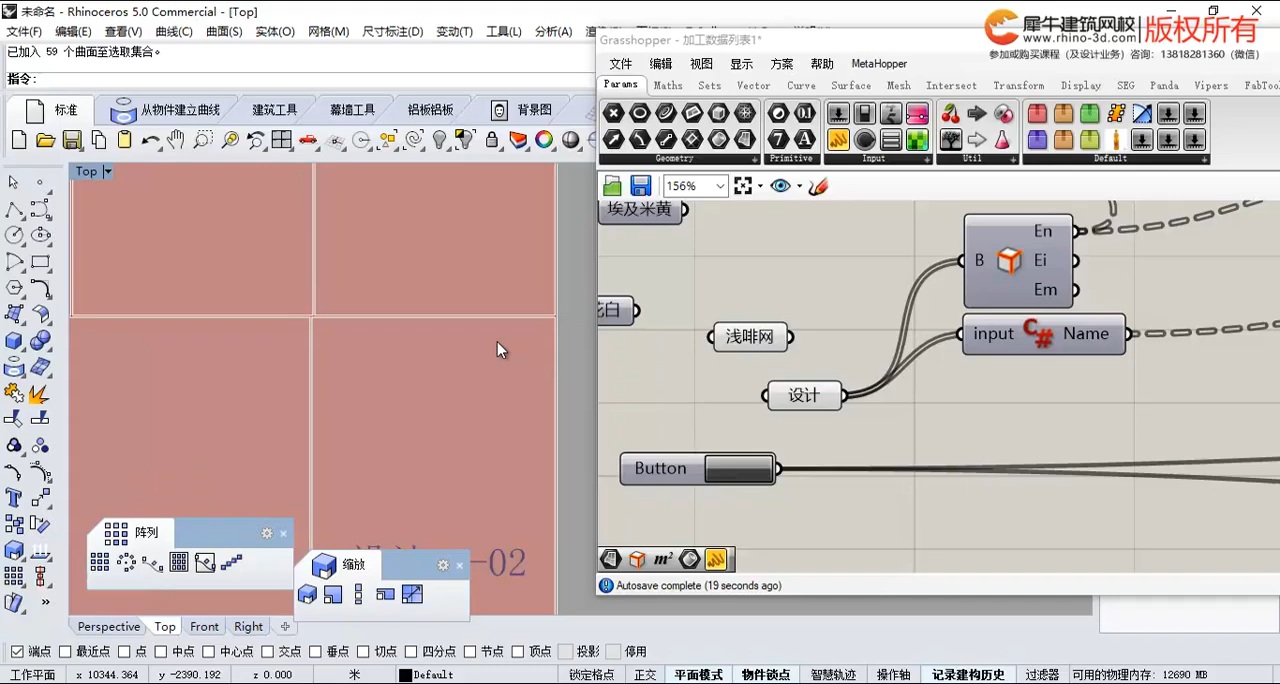 未命名 - Rhinoceros 5.0 Commercial - [Top]
文件(F) 编辑(E) 查看(V) 曲线(C) 曲面(S) 实体(O) 网格(M) 尺寸标注(D) 变动(T) 工具(L) 分析(A)
已加入 59 个曲面至选取集合。
指令:
标准 从物件建立曲线 建筑工具 幕墙工具 铝板铝板 背景图
Top
阵列
缩放
-02
Perspective Top Front Right
端点 最近点 点 中点 中心点 交点 垂点 切点 四分点 节点 顶点 投影 停用
工作平面 x 10344.364 y -2390.192 z 0.000 米 Default 锁定格点 正交 平面模式 物件锁点 智慧轨迹 操作轴 记录建构历史 过滤器 可用的物理内存: 12690 MB
犀牛建筑网校 版权所有
www.rhino-3d.com
参加或购买课程（及设计业务）咨询：13818281360（微信）
Grasshopper - 加工数据列表1*
文件 编辑 视图 显示 方案 帮助 MetaHopper
Params Maths Sets Vector Curve Surface Mesh Intersect Transform Display SEG Panda Vipers FabToo
Geometry Primitive Input Util Default
156%
埃及米黄
花白
浅啡网
设计
B En
Ei
Em
input C# Name
Button
m²
Autosave complete (19 seconds ago)